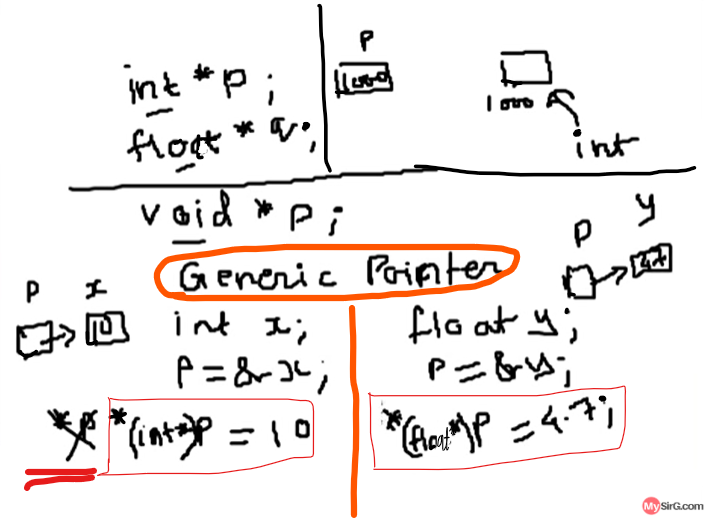 int *p;
float *q;
P
1000
1000
int
void *p;
Generic Pointer
P x
10
P y
4.7
int x;
P=&x;
*p *(int*)P = 10
float y;
P=&y;
*(float*)P = 4.7;
MySirG.com